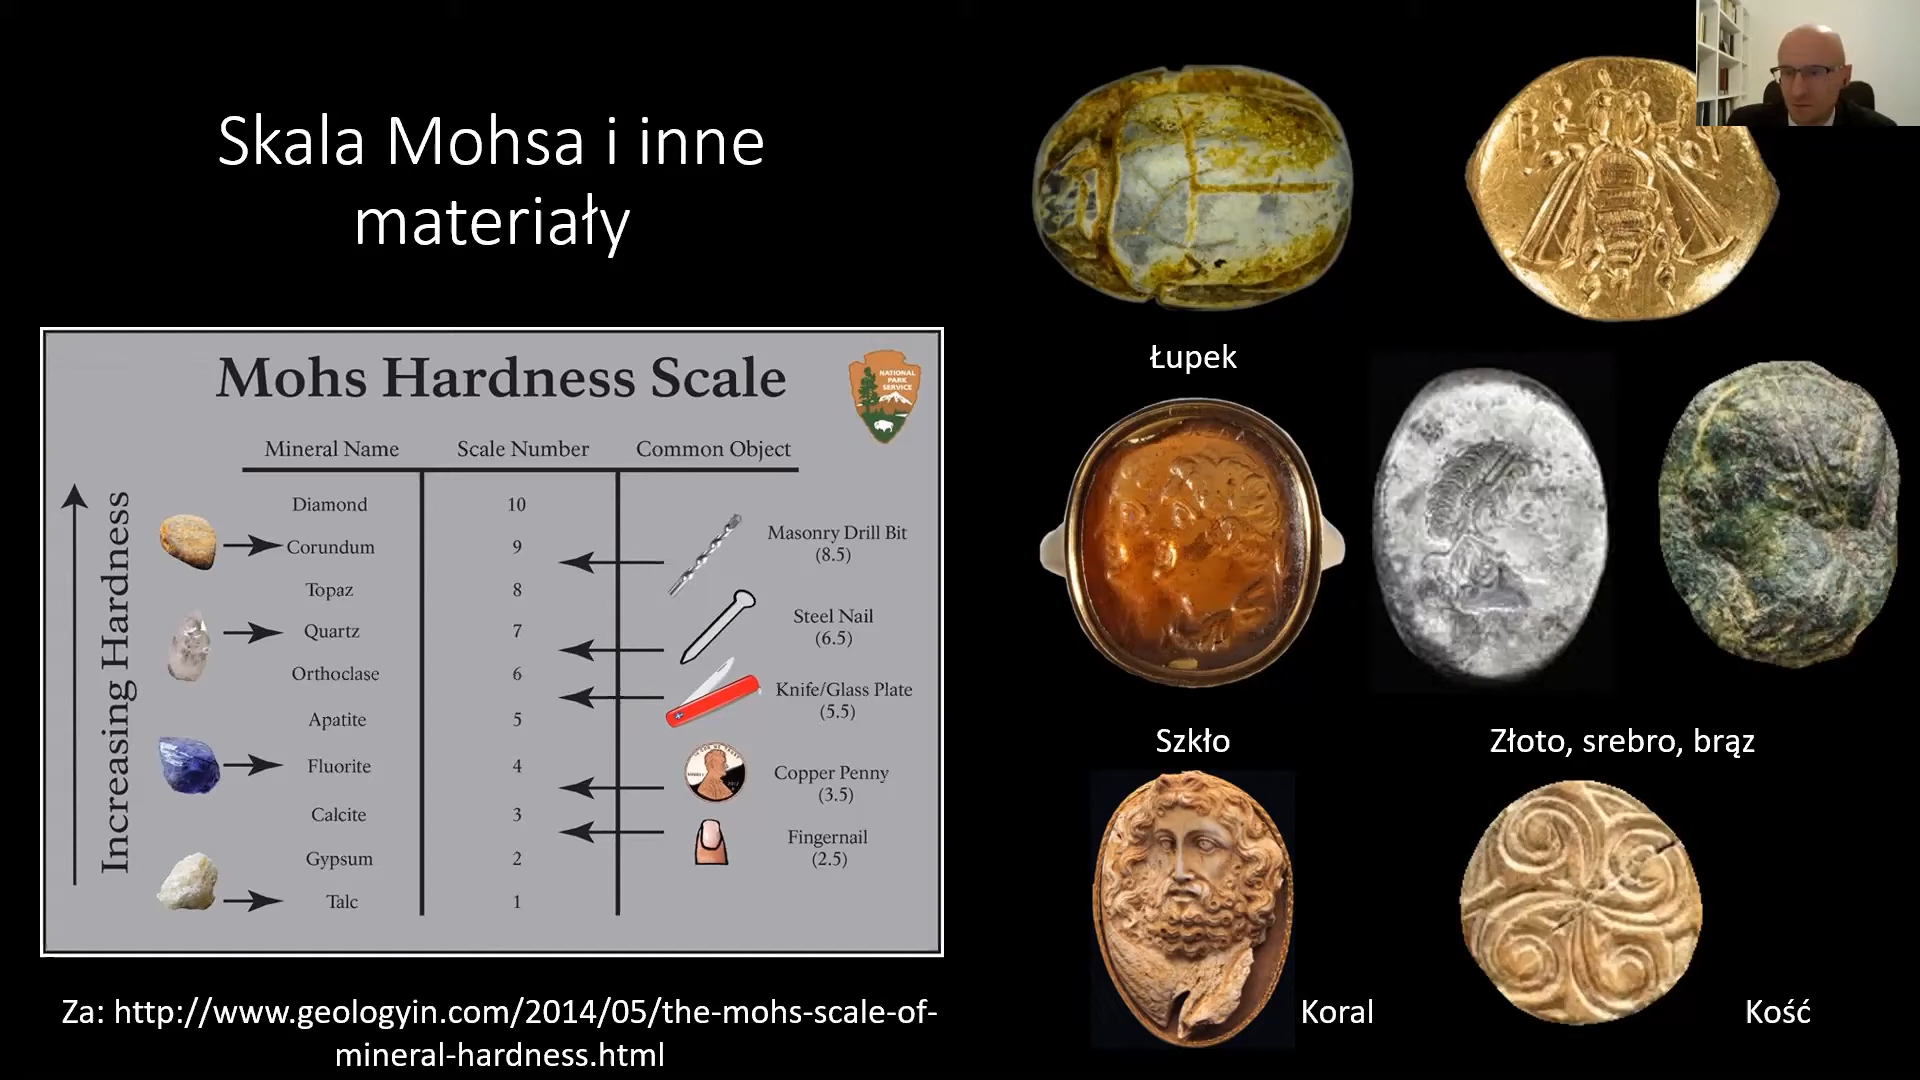 Skala Mohsa i inne
materiały
Mohs Hardness Scale
NATIONAL
PARK
SERVICE
Mineral Name Scale Number Common Object
Increasing Hardness
Diamond 10
Corundum 9
Topaz 8
Quartz 7
Orthoclase 6
Apatite 5
Fluorite 4
Calcite 3
Gypsum 2
Talc 1
Masonry Drill Bit
(8.5)
Steel Nail
(6.5)
Knife/Glass Plate
(5.5)
Copper Penny
(3.5)
Fingernail
(2.5)
Za: http://www.geologyin.com/2014/05/the-mohs-scale-of-
mineral-hardness.html
Łupek
Szkło
Złoto, srebro, brąz
Koral
Kość